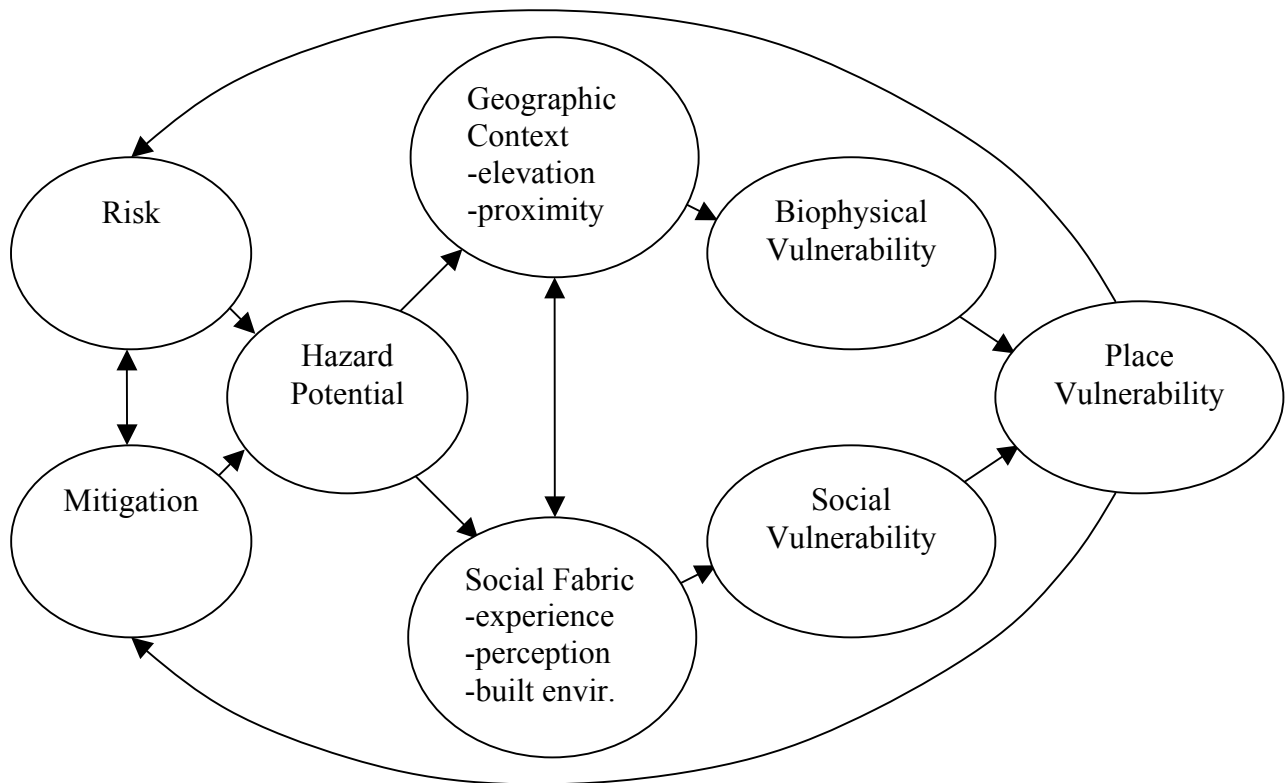 Geographic
Context
-elevation
-proximity
Risk
Biophysical
Vulnerability
Hazard
Potential
Place
Vulnerability
Mitigation
Social
Vulnerability
Social Fabric
-experience
-perception
-built envir.